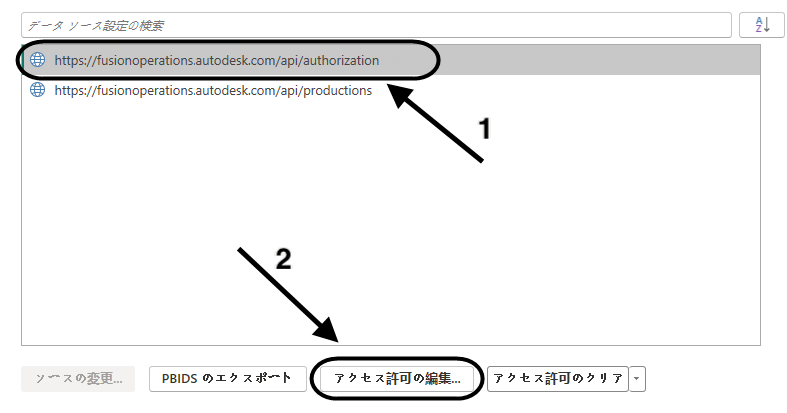 データ ソース設定の検索
A
Z
https://fusionoperations.autodesk.com/api/authorization
https://fusionoperations.autodesk.com/api/productions
1
2
ソースの変更... PBIDS のエクスポート アクセス許可の編集... アクセス許可のクリア